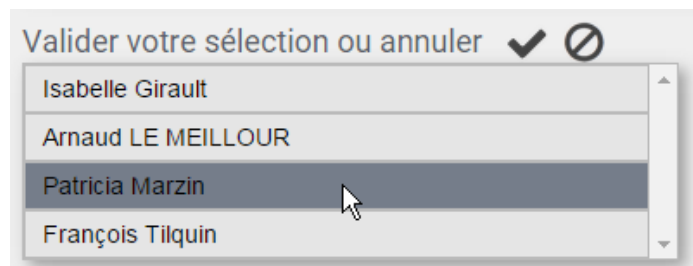 Valider votre sélection ou annuler
Isabelle Girault
Arnaud LE MEILLOUR
Patricia Marzin
François Tilquin